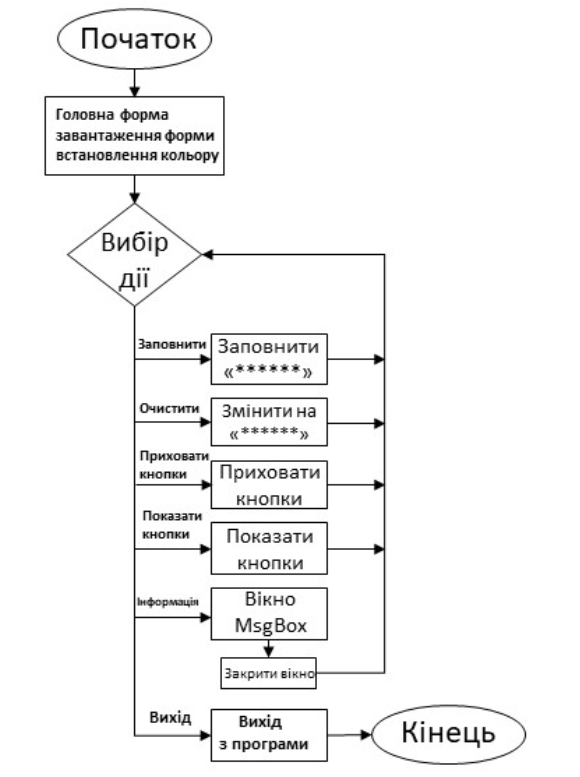 Початок
Головна форма
завантаження форми
встановлення кольору
Вибір
дії
Заповнити
Заповнити
«******»
Очистити
Змінити на
«******»
Приховати
кнопки
Приховати
кнопки
Показати
кнопки
Показати
кнопки
Інформація
Вікно
MsgBox
Закрити вікно
Вихід
Вихід
з програми
Кінець